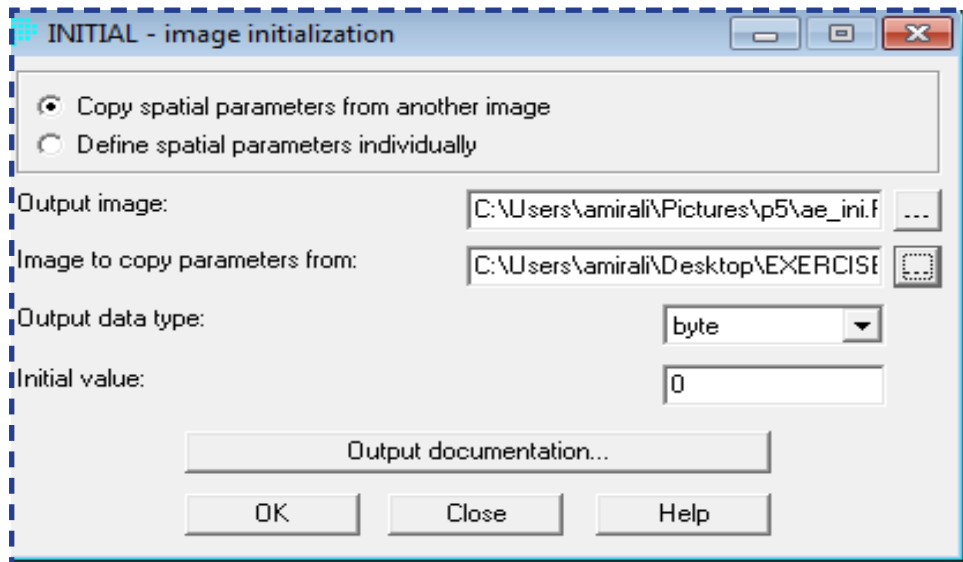 INITIAL - image initialization
Copy spatial parameters from another image
Define spatial parameters individually
Output image: C:\Users\amirali\Pictures\p5\ae_ini.F ...
Image to copy parameters from: C:\Users\amirali\Desktop\EXERCISE ...
Output data type: byte
Initial value: 0
Output documentation...
OK Close Help